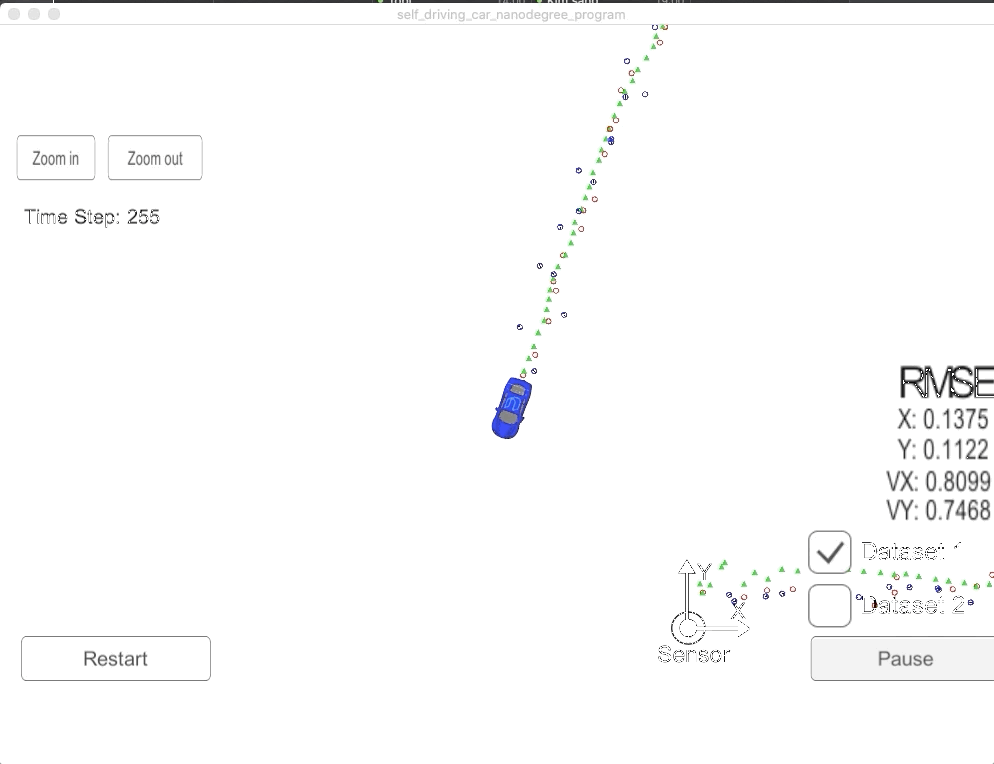 self_driving_car_nanodegree_program
Zoom in
Zoom out
Time Step: 255
RMSE
X: 0.1375
Y: 0.1122
VX: 0.8099
VY: 0.7468
Dataset 1
Y
X
Dataset 2
Sensor
Restart
Pause